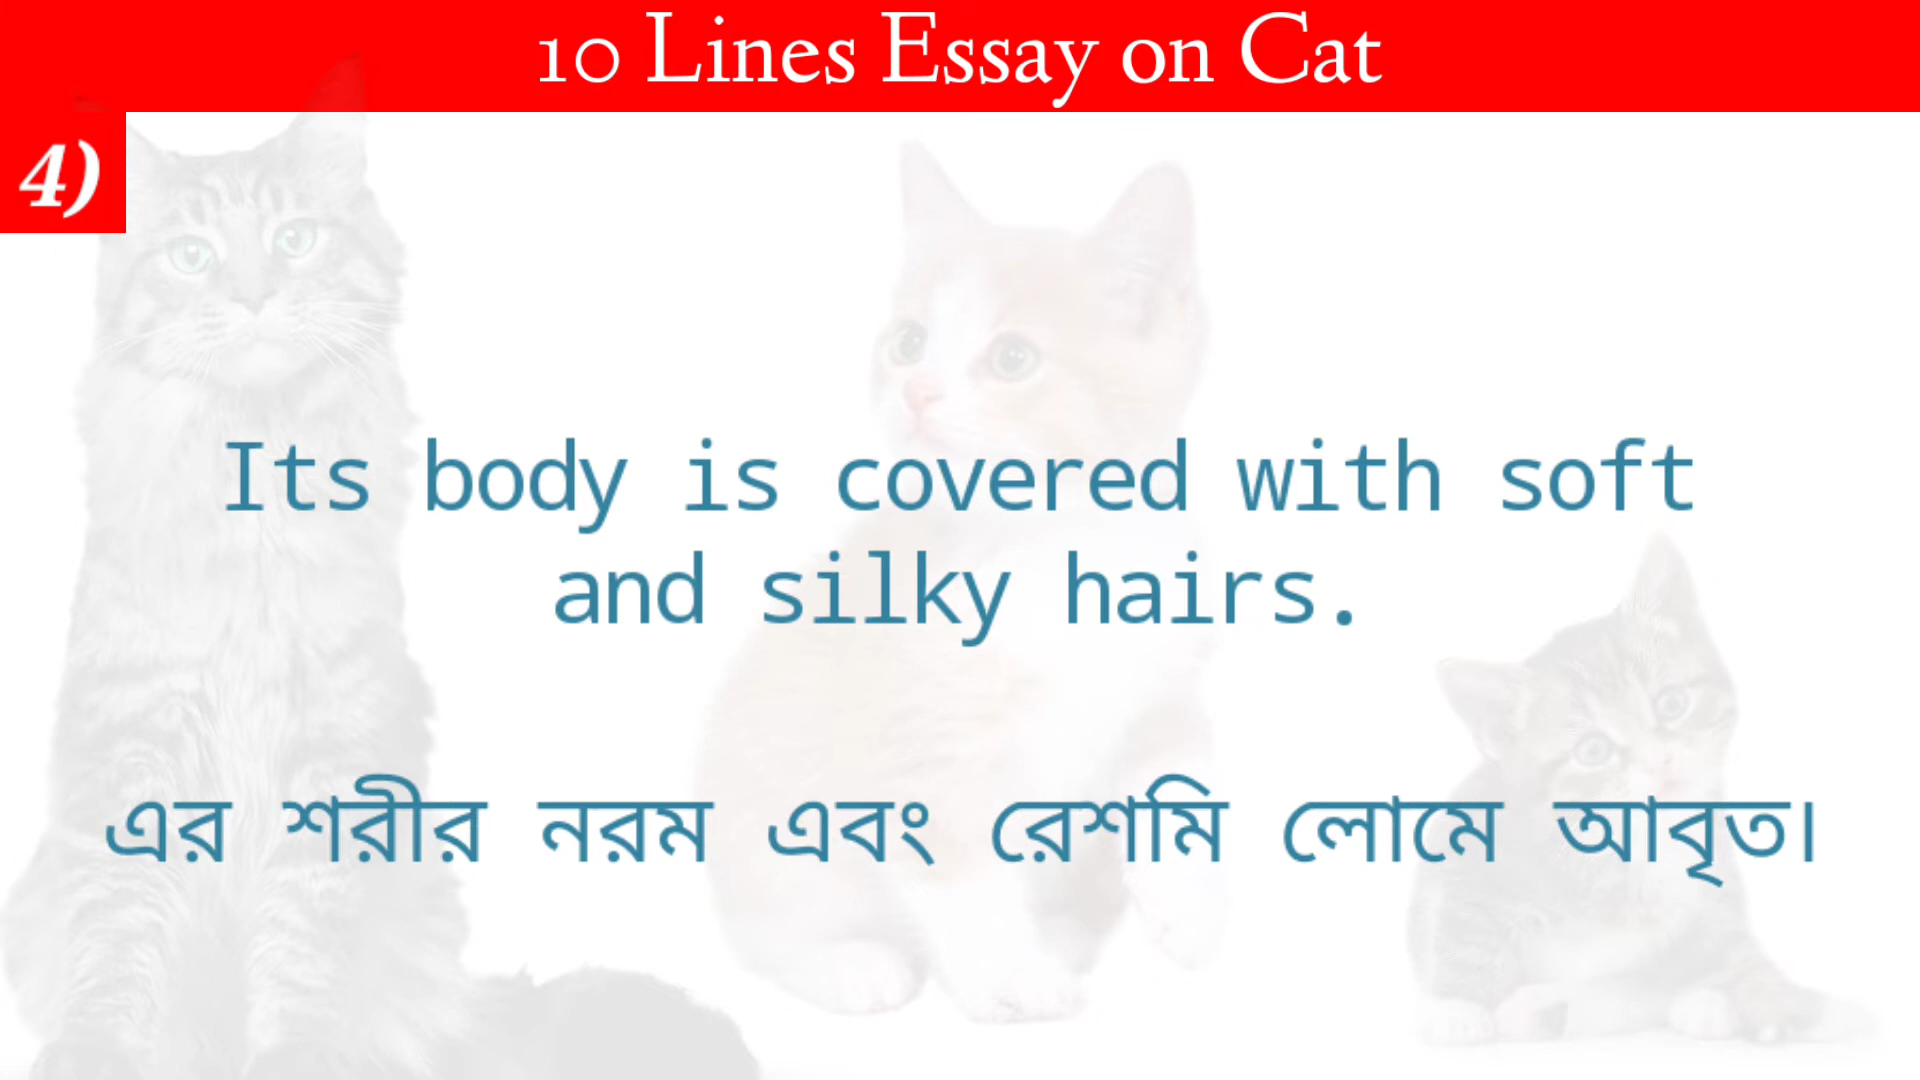 10 Lines Essay on Cat
4)
Its body is covered with soft
and silky hairs.
এর শরীর নরম এবং রেশমি লোমে আবৃত।